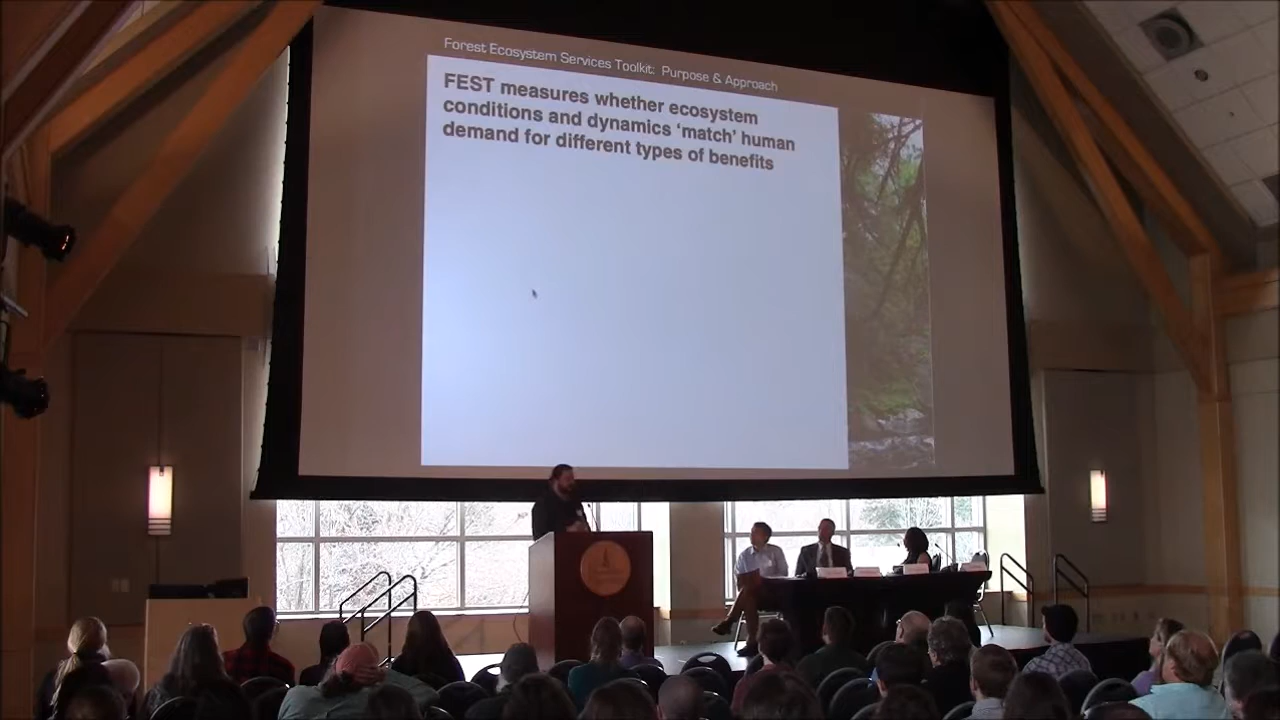 Forest Ecosystem Services Toolkit: Purpose & Approach
FEST measures whether ecosystem
conditions and dynamics ‘match’ human
demand for different types of benefits